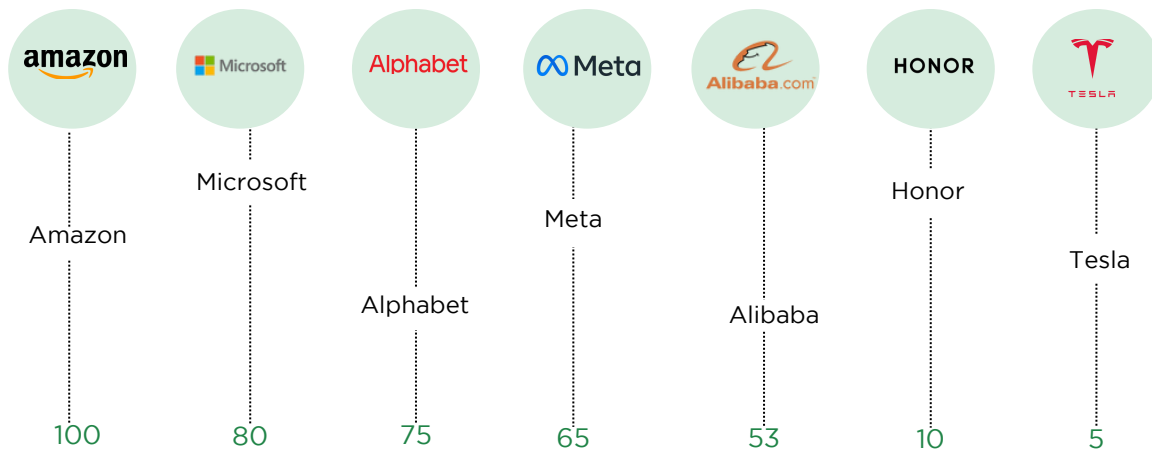 amazon
Microsoft
Alphabet
Meta
Alibaba.com
HONOR
TESLA
Microsoft
Honor
Meta
Amazon
Tesla
Alphabet
Alibaba
100
80
75
65
53
10
5